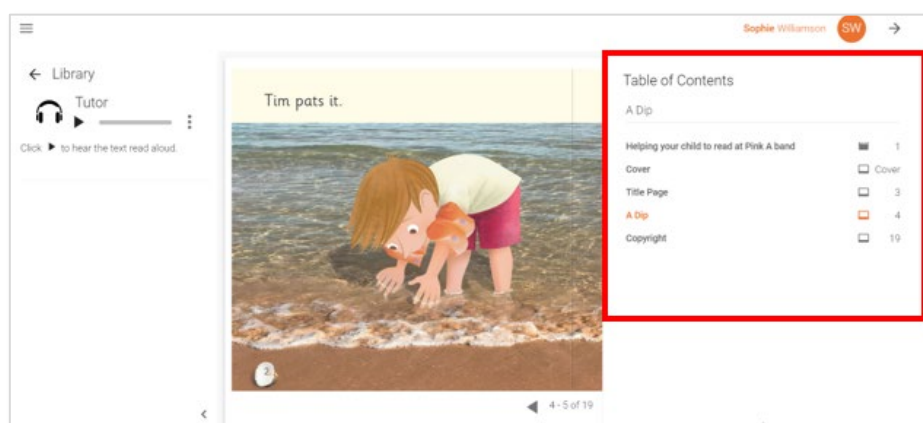 Sophie Williamson SW
Library
Tutor
Click ▶ to hear the text read aloud.
Tim pats it.
2
4 - 5 of 19
Table of Contents
A Dip
Helping your child to read at Pink A band 1
Cover Cover
Title Page 3
A Dip 4
Copyright 19